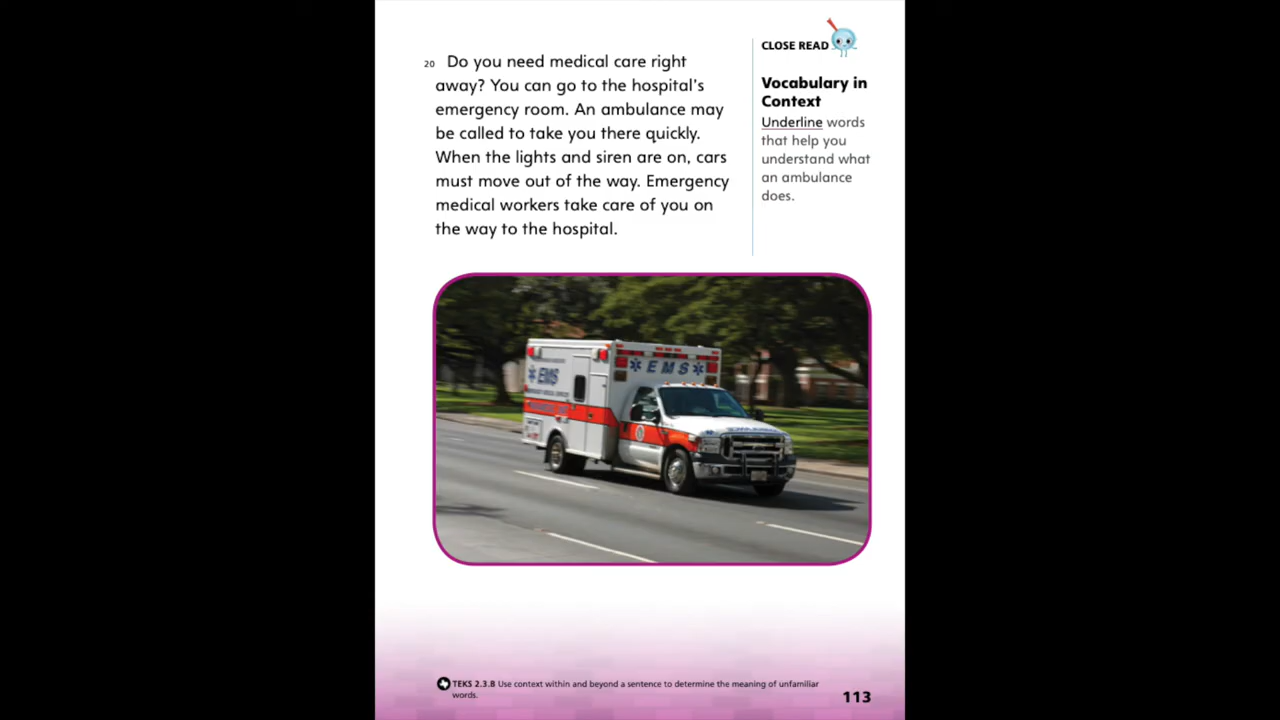 20 Do you need medical care right
away? You can go to the hospital's
emergency room. An ambulance may
be called to take you there quickly.
When the lights and siren are on, cars
must move out of the way. Emergency
medical workers take care of you on
the way to the hospital.
CLOSE READ
Vocabulary in
Context
Underline words
that help you
understand what
an ambulance
does.
EMS
EMS
TEKS 2.3.B Use context within and beyond a sentence to determine the meaning of unfamiliar
words.
113